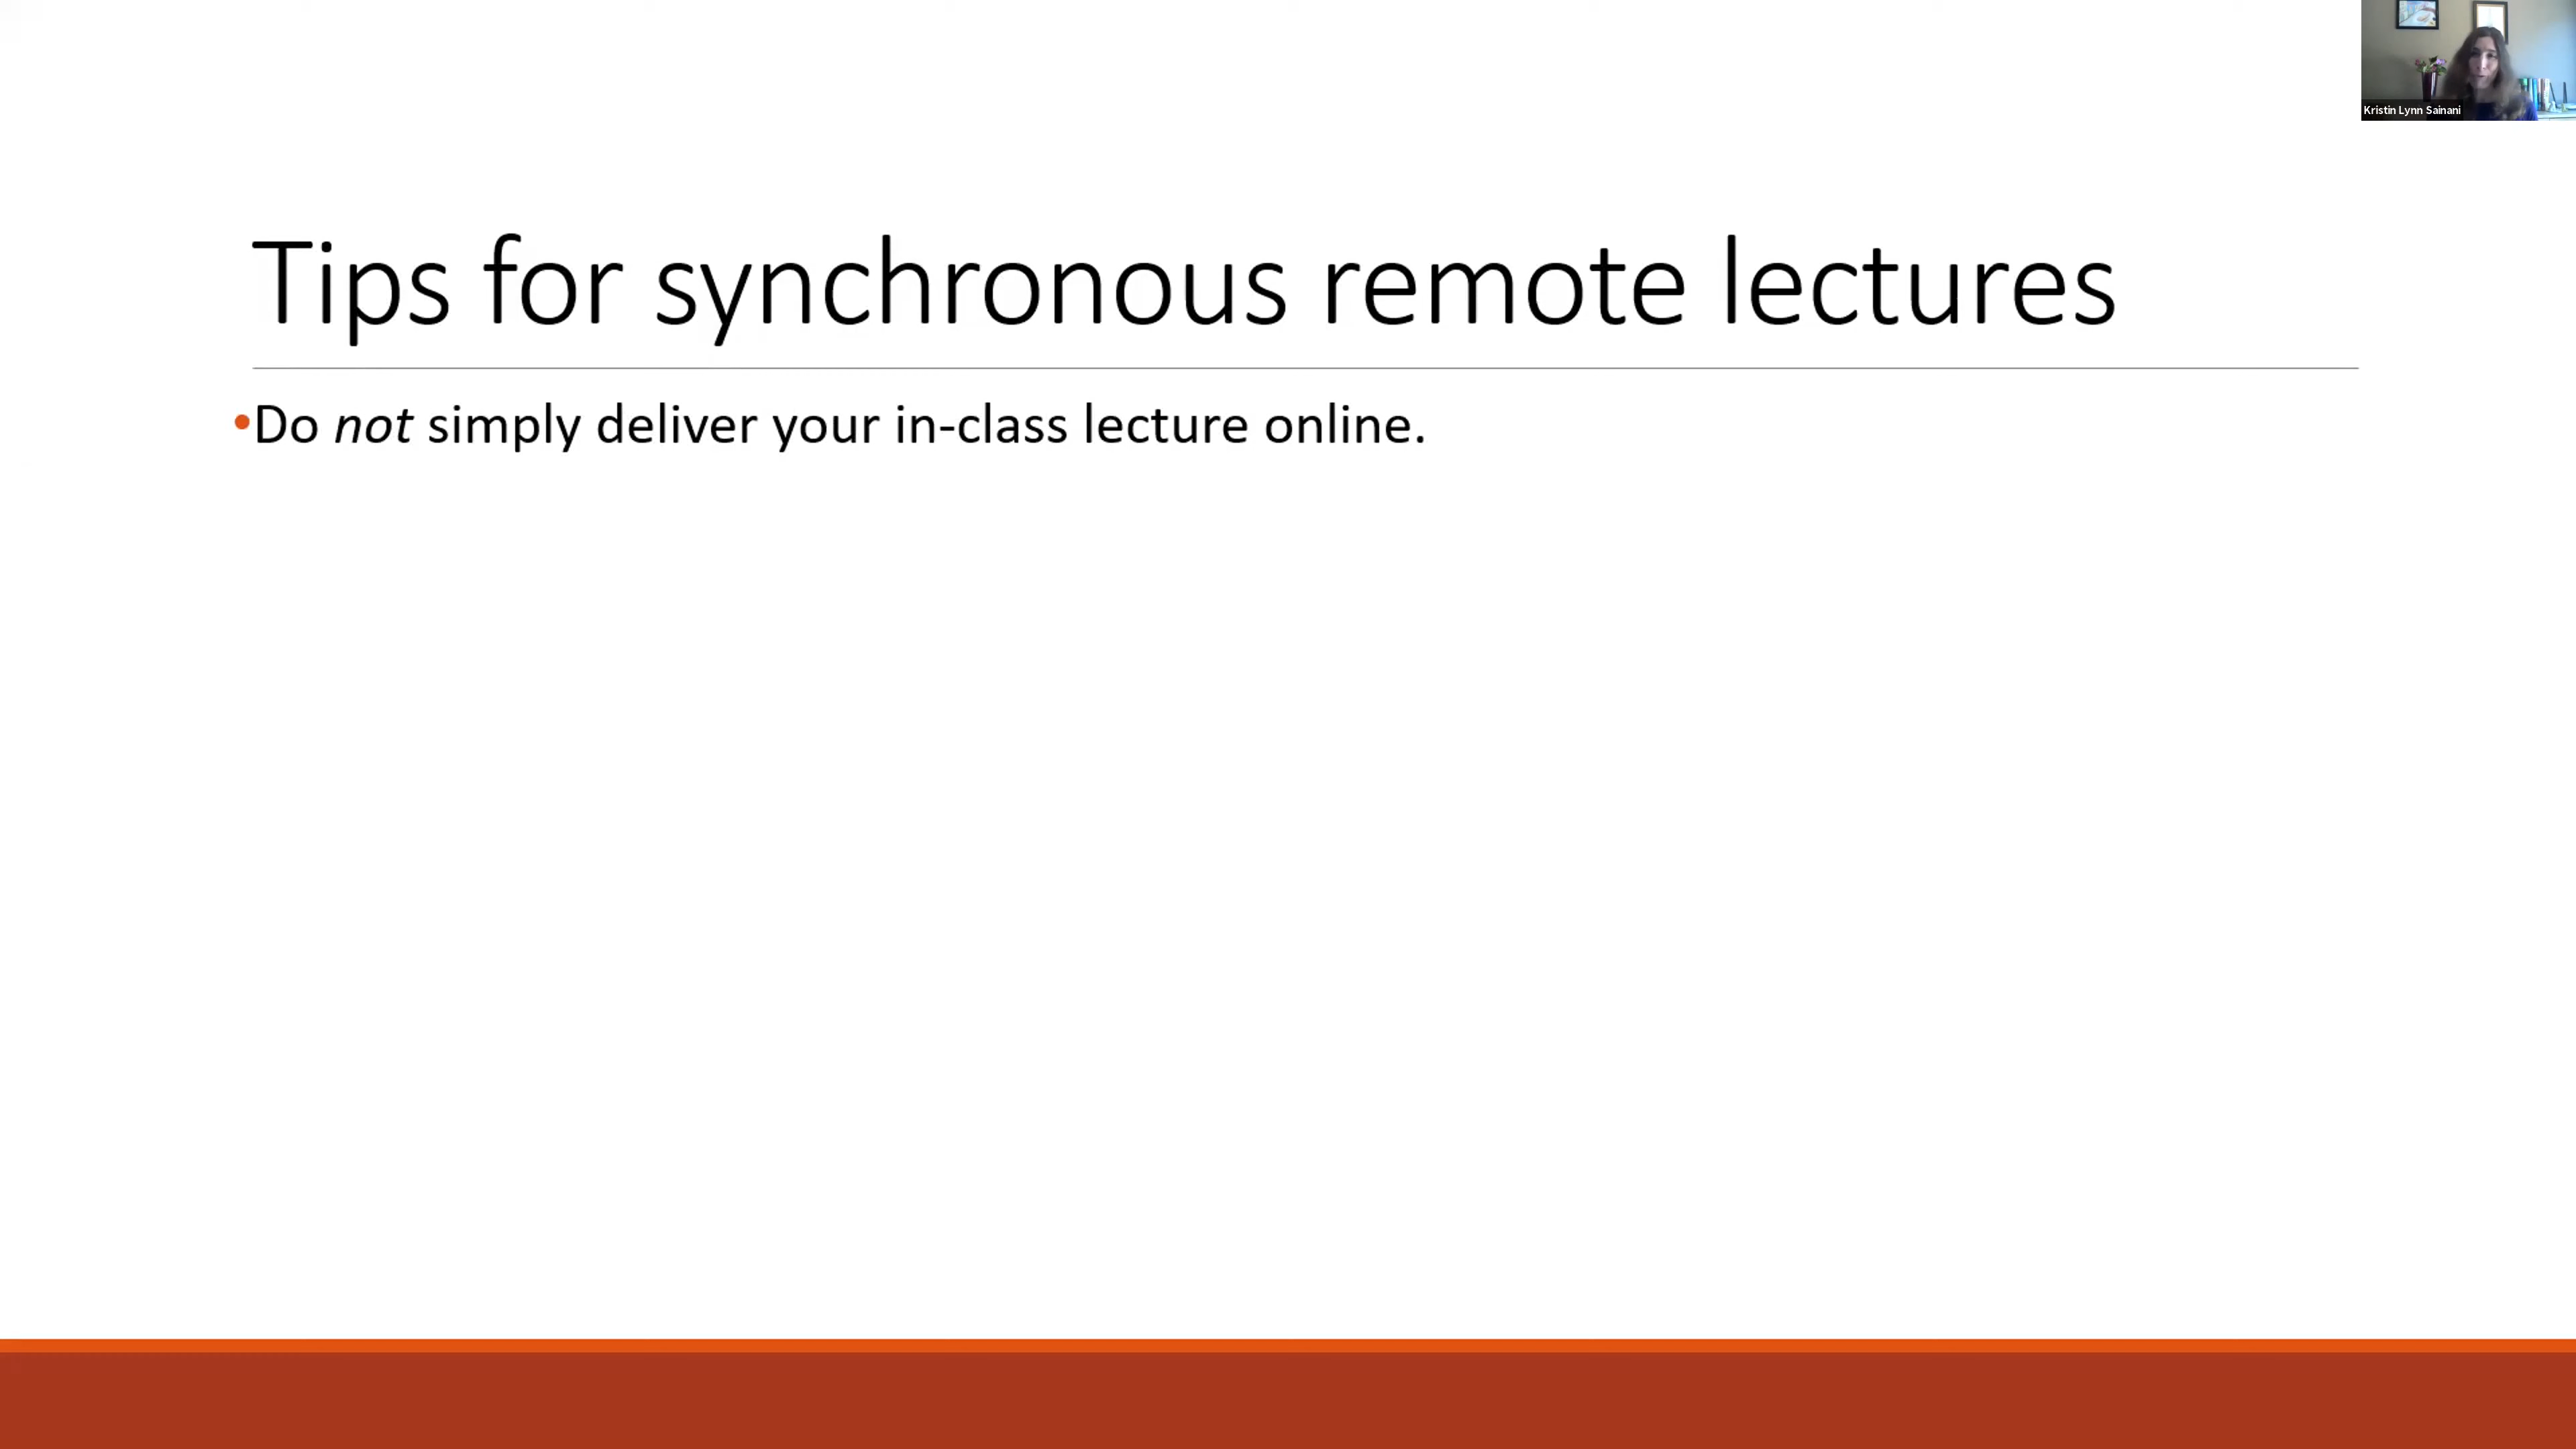 Kristin Lynn Sainani
Tips for synchronous remote lectures
•Do not simply deliver your in-class lecture online.